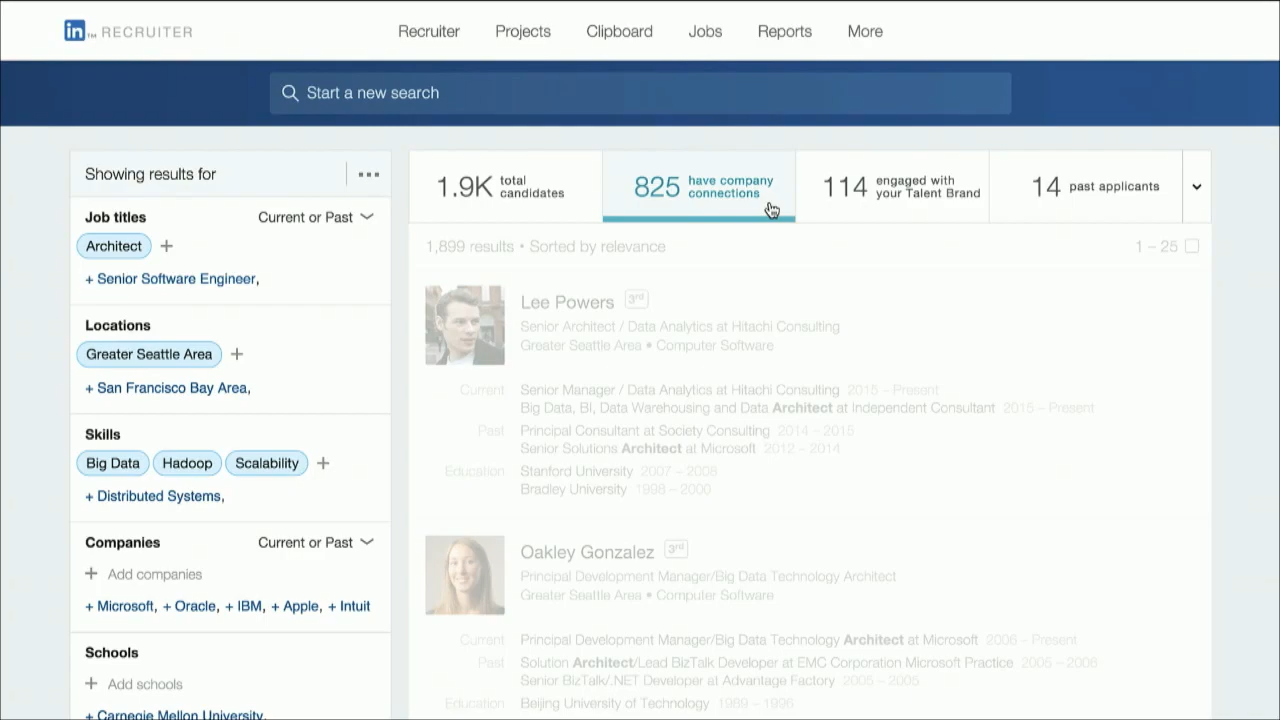 in™ RECRUITER
Recruiter Projects Clipboard Jobs Reports More
Start a new search
Showing results for
Job titles Current or Past
Architect +
+ Senior Software Engineer,
Locations
Greater Seattle Area +
+ San Francisco Bay Area,
Skills
Big Data Hadoop Scalability +
+ Distributed Systems,
Companies Current or Past
+ Add companies
+ Microsoft, + Oracle, + IBM, + Apple, + Intuit
Schools
+ Add schools
+ Carnegie Mellon University,
1.9K total candidates
825 have company connections
114 engaged with your Talent Brand
14 past applicants
1,899 results • Sorted by relevance 1 – 25
Lee Powers 3rd
Senior Architect / Data Analytics at Hitachi Consulting
Greater Seattle Area • Computer Software
Current Senior Manager / Data Analytics at Hitachi Consulting 2015 – Present
Big Data, BI, Data Warehousing and Data Architect at Independent Consultant 2015 – Present
Past Principal Consultant at Society Consulting 2014 – 2015
Senior Solutions Architect at Microsoft 2012 – 2014
Education Stanford University 2007 – 2008
Bradley University 1998 – 2000
Oakley Gonzalez 3rd
Principal Development Manager/Big Data Technology Architect
Greater Seattle Area • Computer Software
Current Principal Development Manager/Big Data Technology Architect at Microsoft 2006 – Present
Past Solution Architect/Lead BizTalk Developer at EMC Corporation Microsoft Practice 2005 – 2006
Senior BizTalk/.NET Developer at Advantage Factory 2005 – 2005
Education Beijing University of Technology 1989 – 1996